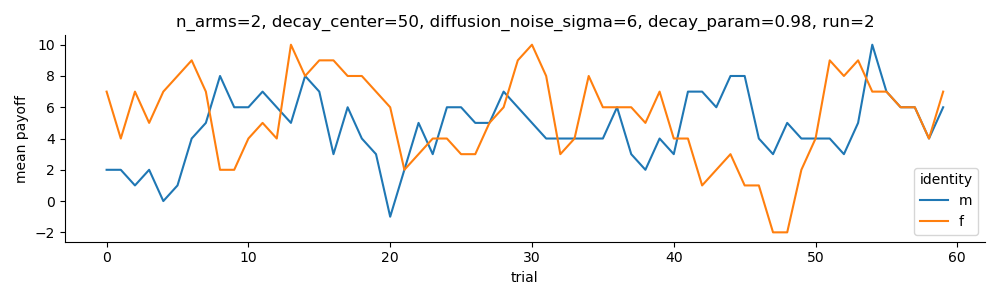 n_arms=2, decay_center=50, diffusion_noise_sigma=6, decay_param=0.98, run=2
mean payoff
10
8
6
4
2
0
−2
0
10
20
30
40
50
60
trial
identity
m
f